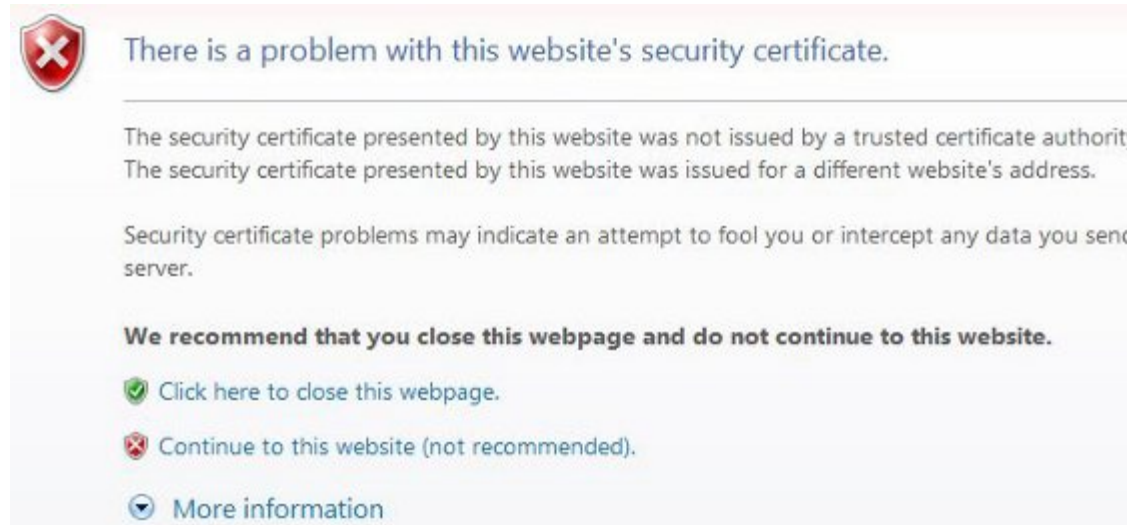 There is a problem with this website's security certificate.
The security certificate presented by this website was not issued by a trusted certificate authorit
The security certificate presented by this website was issued for a different website's address.
Security certificate problems may indicate an attempt to fool you or intercept any data you send
server.
We recommend that you close this webpage and do not continue to this website.
Click here to close this webpage.
Continue to this website (not recommended).
More information